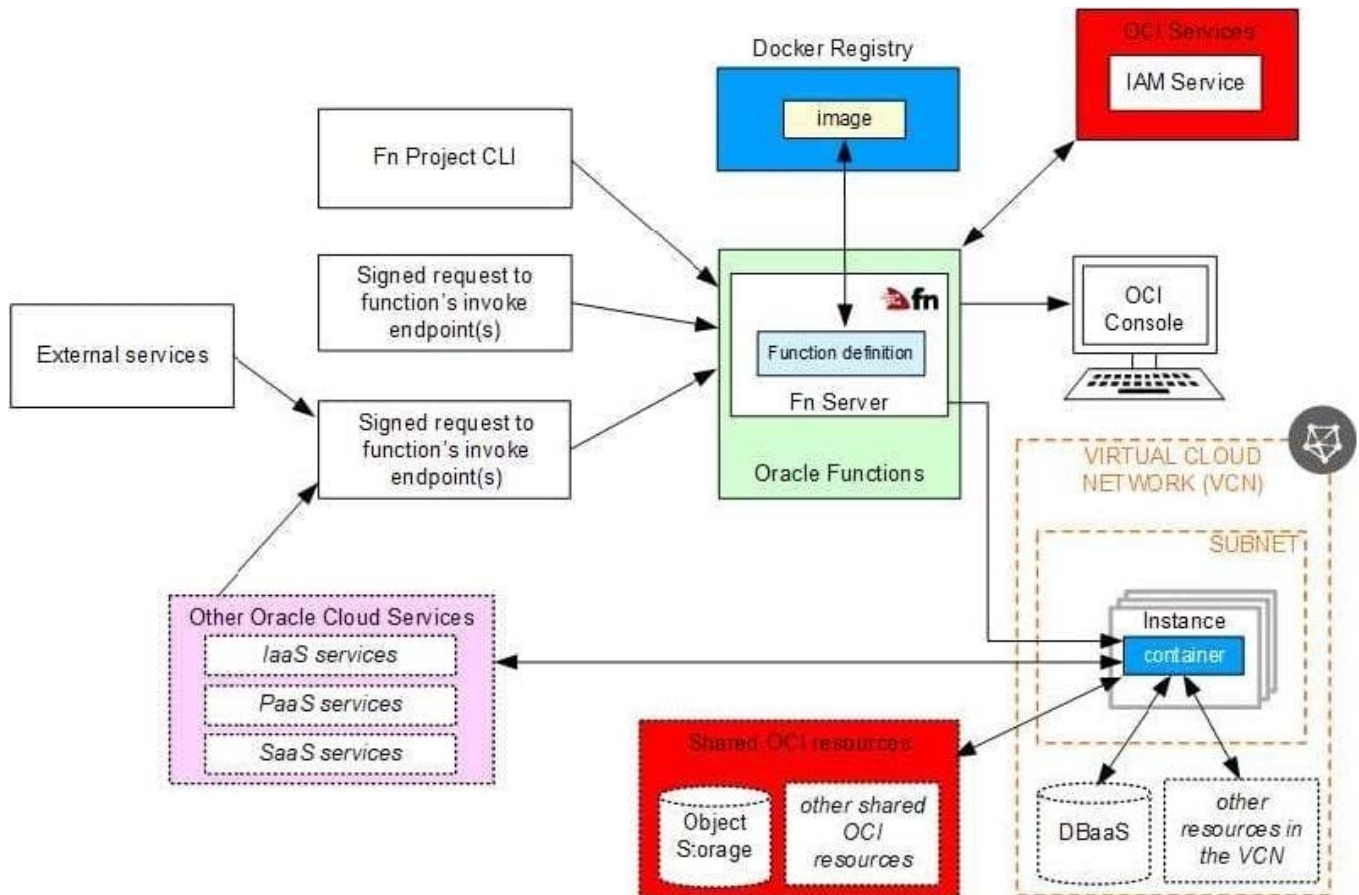 OCI Services
IAM Service
Docker Registry
image
Fn Project CLI
Signed request to
function's invoke
endpoint(s)
External services
Signed request to
function's invoke
endpoint(s)
fn
Function definition
Fn Server
Oracle Functions
OCI
Console
VIRTUAL CLOUD
NETWORK (VCN)
SUBNET
Instance
container
Other Oracle Cloud Services
IaaS services
PaaS services
SaaS services
Shared OCI resources
Object
S:orage
other shared
OCI
resources
DBaaS
other
resources in
the VCN